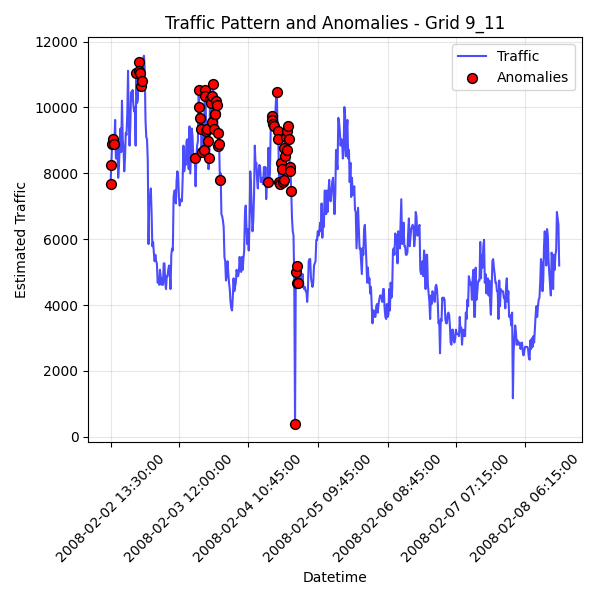 Traffic Pattern and Anomalies - Grid 9_11
Traffic
Anomalies
12000
10000
8000
6000
4000
2000
0
Estimated Traffic
2008-02-02 13:30:00
2008-02-03 12:00:00
2008-02-04 10:45:00
2008-02-05 09:45:00
2008-02-06 08:45:00
2008-02-07 07:15:00
2008-02-08 06:15:00
Datetime